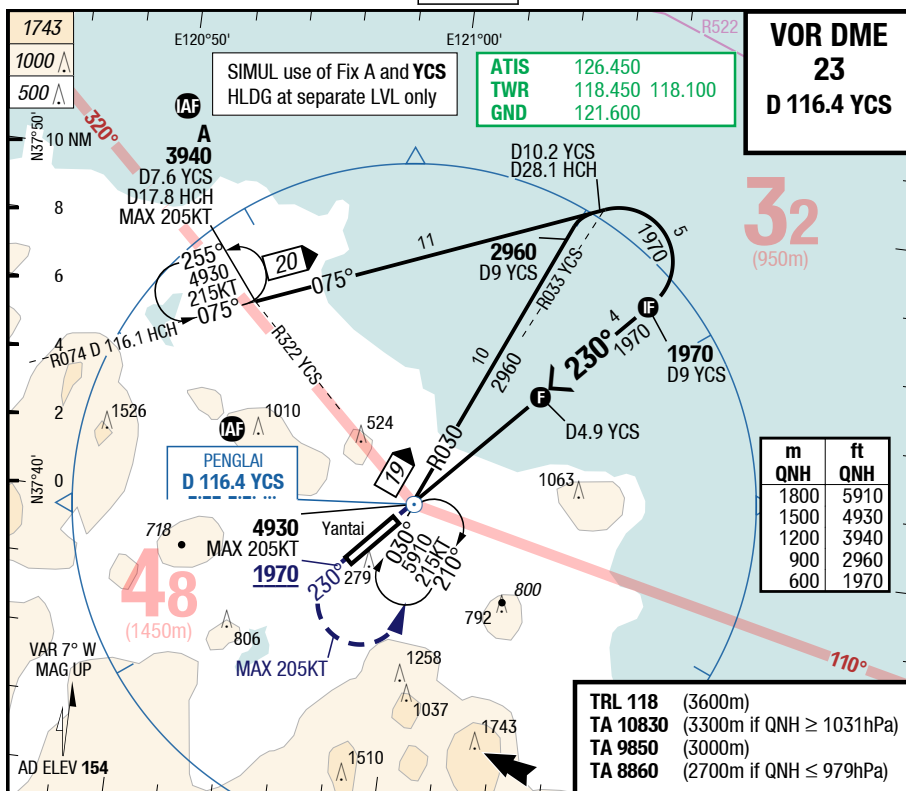 1743
1000
500
E120°50'
E121°00'
R522
VOR DME
23
D 116.4 YCS
SIMUL use of Fix A and YCS
HLDG at separate LVL only
ATIS 126.450
TWR 118.450 118.100
GND 121.600
N37°50'
10 NM
8
6
4
2
0
N37°40'
320°
IAF
A
3940
D7.6 YCS
D17.8 HCH
MAX 205KT
D10.2 YCS
D28.1 HCH
32
(950m)
255°
4930
215KT
075°
20
075°
11
2960
D9 YCS
1970
5
R033 YCS
R074 D 116.1 HCH
R322 YCS
10
2960
4
230°
1970
IF
1970
D9 YCS
F
D4.9 YCS
1526
1010
524
IAF
19
R030
PENGLAI
D 116.4 YCS
1063
m ft
QNH QNH
1800 5910
1500 4930
1200 3940
900 2960
600 1970
4930
MAX 205KT
1970
Yantai
718
48
(1450m)
279
230°
030°
5910
215KT
210°
800
792
806
MAX 205KT
VAR 7° W
MAG UP
1258
1037
1743
1510
110°
AD ELEV 154
TRL 118 (3600m)
TA 10830 (3300m if QNH ≥ 1031hPa)
TA 9850 (3000m)
TA 8860 (2700m if QNH ≤ 979hPa)